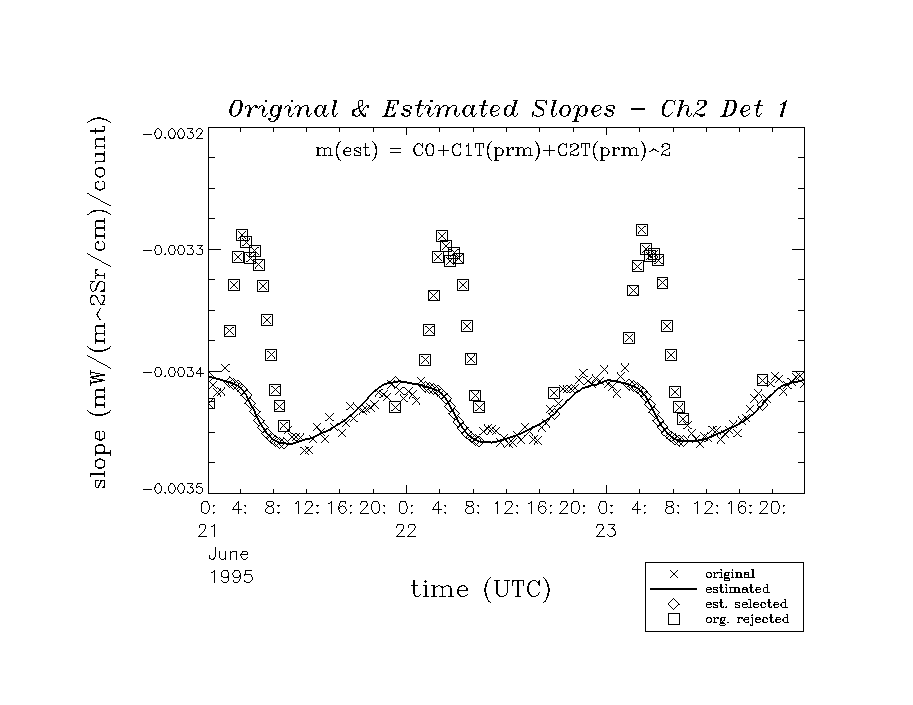 Original & Estimated Slopes - Ch2 Det 1
m(est) = C0+C1T(prm)+C2T(prm)^2
slope (mW/(m^2Sr/cm)/count)
-0.0032
-0.0033
-0.0034
-0.0035
0: 4: 8: 12: 16: 20: 0: 4: 8: 12: 16: 20: 0: 4: 8: 12: 16: 20:
21 22 23
June
1995
time (UTC)
original
estimated
est. selected
org. rejected